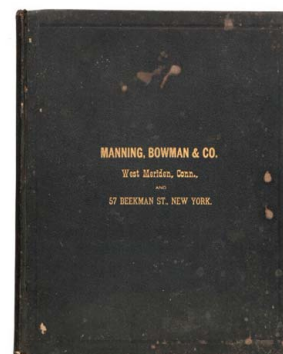 MANNING, BOWMAN & CO.
West Meriden, Conn.,
AND
57 BEEKMAN ST., NEW YORK.